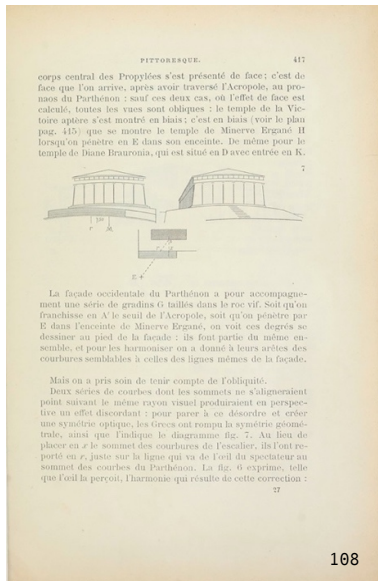 PITTORESQUE. 417
corps central des Propylées s'est présenté de face; c'est de
face que l'on arrive, après avoir traversé l'Acropole, au pro-
naos du Parthénon : sauf ces deux cas, où l'effet de face est
calculé, toutes les vues sont obliques : le temple de la Vic-
toire aptère s'est montré en biais; c'est en biais (voir le plan
pag. 415) que se montre le temple de Minerve Ergané H
lorsqu'on pénètre en E dans son enceinte. De même pour le
temple de Diane Brauronia, qui est situé en D avec entrée en K.
7
La façade occidentale du Parthénon a pour accompagne-
ment une série de gradins G taillés dans le roc vif. Soit qu'on
franchisse en A' le seuil de l'Acropole, soit qu'on pénètre par
E dans l'enceinte de Minerve Ergané, on voit ces degrés se
dessiner au pied de la façade : ils font partie du même en-
semble, et pour les harmoniser on a donné à leurs arêtes des
courbures semblables à celles des lignes mêmes de la façade.
Mais on a pris soin de tenir compte de l'obliquité.
Deux séries de courbes dont les sommets ne s'aligneraient
point suivant le même rayon visuel produiraient en perspec-
tive un effet discordant : pour parer à ce désordre et créer
une symétrie optique, les Grecs ont rompu la symétrie géomé-
trale, ainsi que l'indique le diagramme fig. 7. Au lieu de
placer en x le sommet des courbures de l'escalier, ils l'ont re-
porté en r, juste sur la ligne qui va de l'œil du spectateur au
sommet des courbes du Parthénon. La fig. 6 exprime, telle
que l'œil la perçoit, l'harmonie qui résulte de cette correction :
27
108